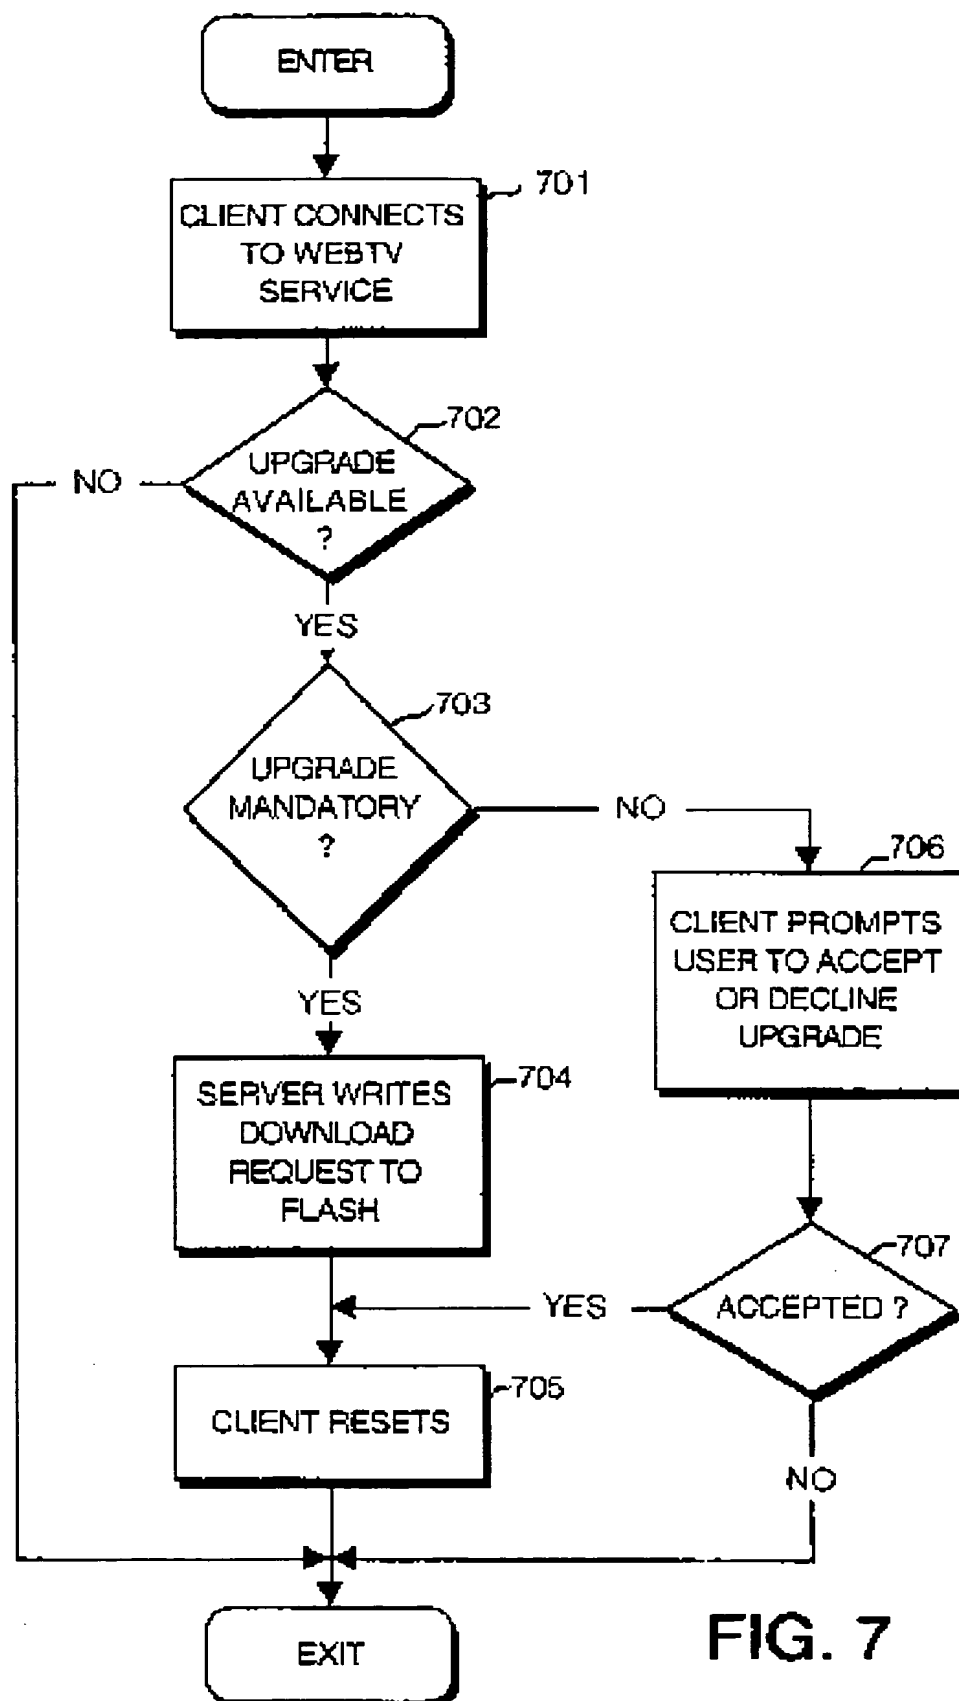 ENTER
701
CLIENT CONNECTS
TO WEBTV
SERVICE
702
UPGRADE
AVAILABLE
?
NO
YES
703
UPGRADE
MANDATORY
?
NO
YES
706
CLIENT PROMPTS
USER TO ACCEPT
OR DECLINE
UPGRADE
704
SERVER WRITES
DOWNLOAD
REQUEST TO
FLASH
707
ACCEPTED ?
YES
NO
705
CLIENT RESETS
EXIT
FIG. 7